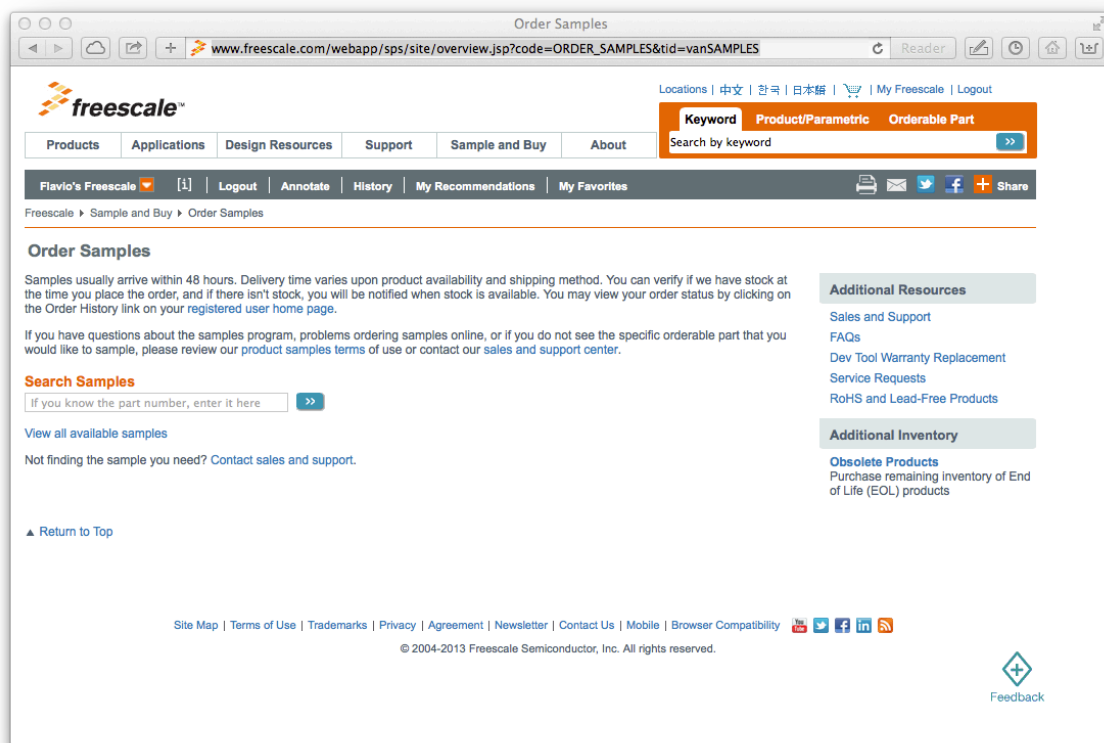 Order Samples
www.freescale.com/webapp/sps/site/overview.jsp?code=ORDER_SAMPLES&tid=vanSAMPLES
Reader
freescale™
Locations | 中文 | 한국 | 日本語 | | My Freescale | Logout
Keyword Product/Parametric Orderable Part
Search by keyword >>
Products Applications Design Resources Support Sample and Buy About
Flavio's Freescale [i] | Logout | Annotate | History | My Recommendations | My Favorites
Share
Freescale ▸ Sample and Buy ▸ Order Samples
Order Samples
Samples usually arrive within 48 hours. Delivery time varies upon product availability and shipping method. You can verify if we have stock at
the time you place the order, and if there isn't stock, you will be notified when stock is available. You may view your order status by clicking on
the Order History link on your registered user home page.
If you have questions about the samples program, problems ordering samples online, or if you do not see the specific orderable part that you
would like to sample, please review our product samples terms of use or contact our sales and support center.
Search Samples
If you know the part number, enter it here >>
View all available samples
Not finding the sample you need? Contact sales and support.
▲ Return to Top
Additional Resources
Sales and Support
FAQs
Dev Tool Warranty Replacement
Service Requests
RoHS and Lead-Free Products
Additional Inventory
Obsolete Products
Purchase remaining inventory of End
of Life (EOL) products
Site Map | Terms of Use | Trademarks | Privacy | Agreement | Newsletter | Contact Us | Mobile | Browser Compatibility
© 2004-2013 Freescale Semiconductor, Inc. All rights reserved.
Feedback